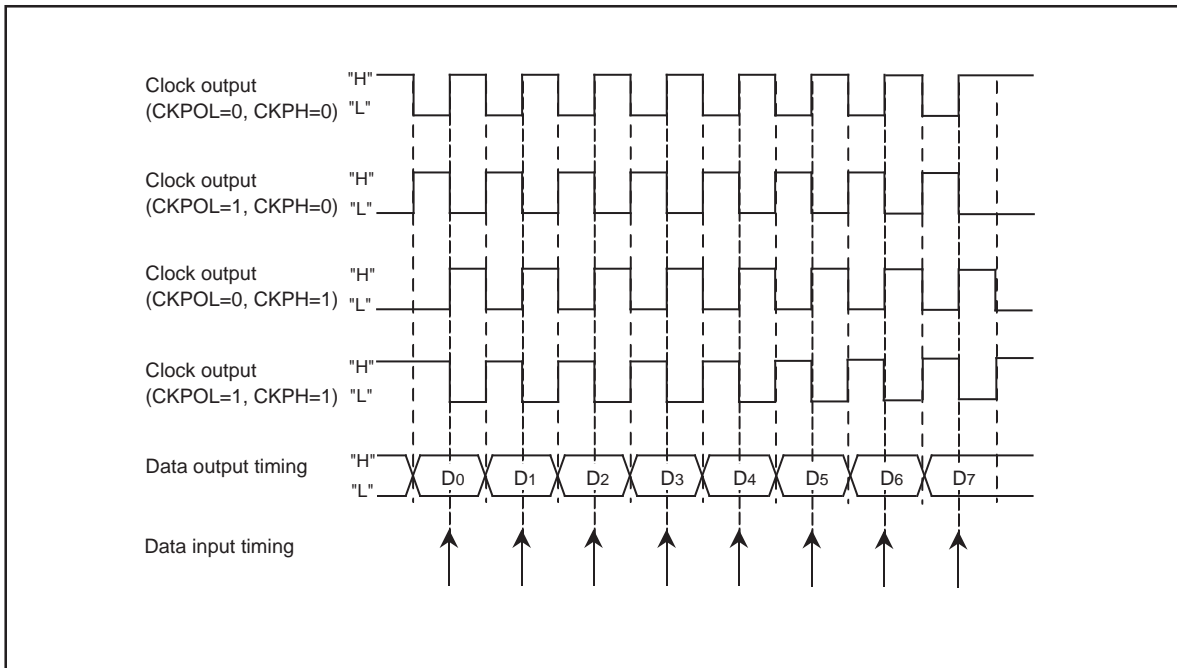 Clock output
(CKPOL=0, CKPH=0)
"H"
"L"
Clock output
(CKPOL=1, CKPH=0)
"H"
"L"
Clock output
(CKPOL=0, CKPH=1)
"H"
"L"
Clock output
(CKPOL=1, CKPH=1)
"H"
"L"
Data output timing
"H"
"L"
D0 D1 D2 D3 D4 D5 D6 D7
Data input timing